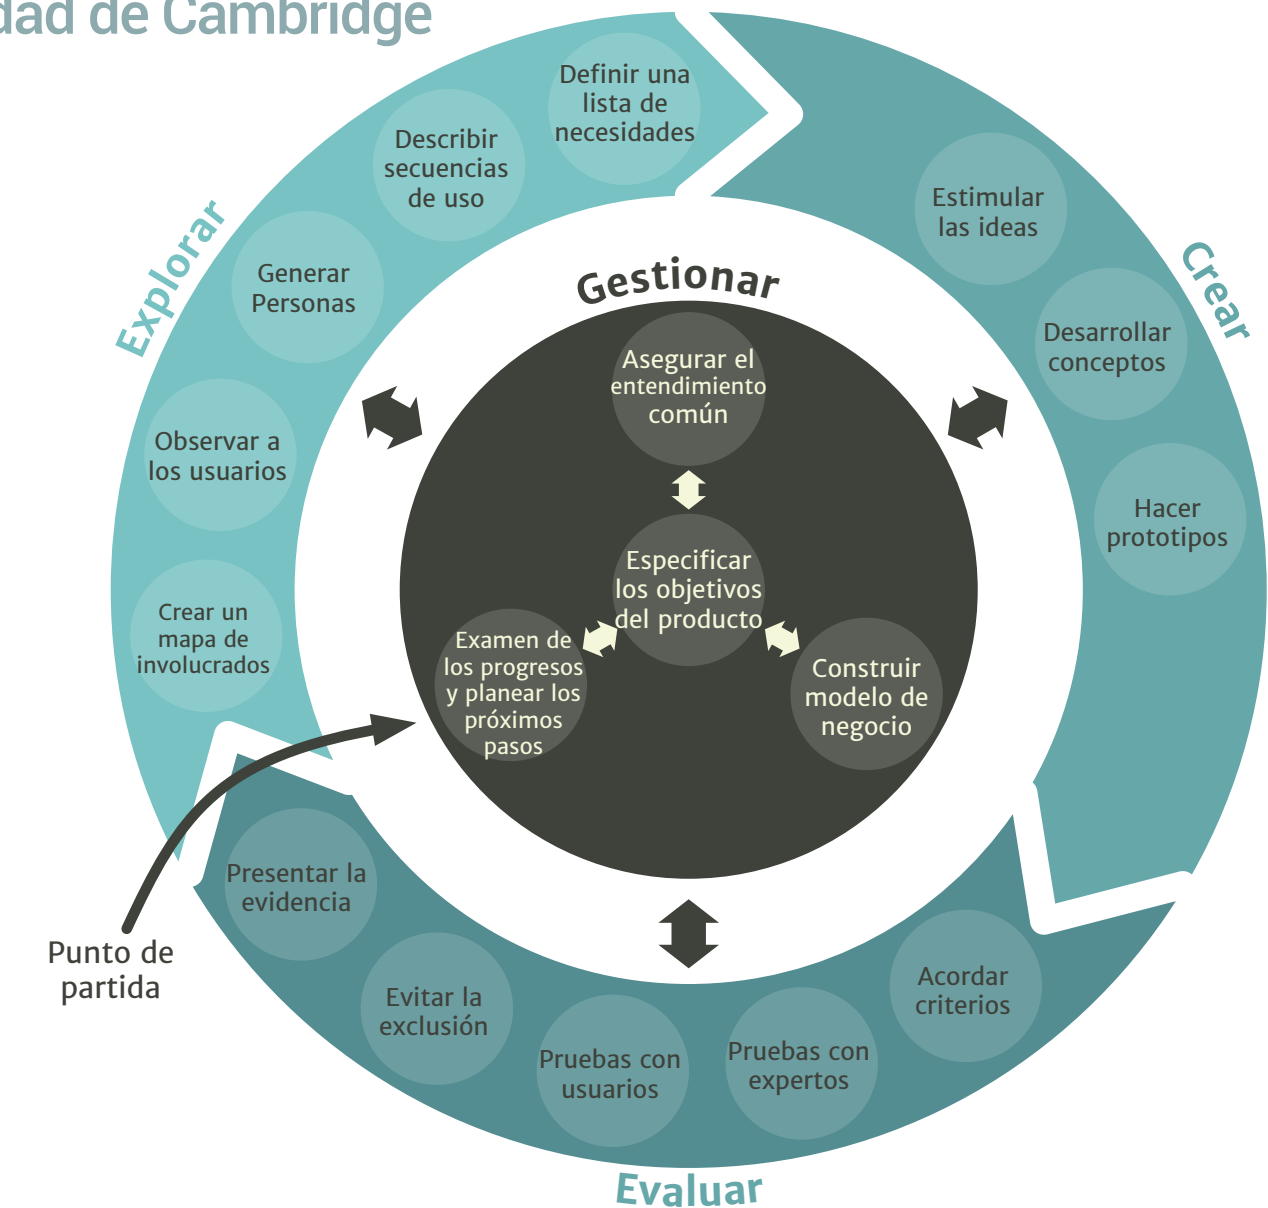 dad de Cambridge
Explorar
Definir una
lista de
necesidades
Describir
secuencias
de uso
Generar
Personas
Observar a
los usuarios
Crear un
mapa de
involucrados
Crear
Estimular
las ideas
Desarrollar
conceptos
Hacer
prototipos
Gestionar
Asegurar el
entendimiento
común
Especificar
los objetivos
del producto
Examen de
los progresos
y planear los
próximos
pasos
Construir
modelo de
negocio
Punto de
partida
Presentar la
evidencia
Evitar la
exclusión
Pruebas con
usuarios
Pruebas con
expertos
Acordar
criterios
Evaluar